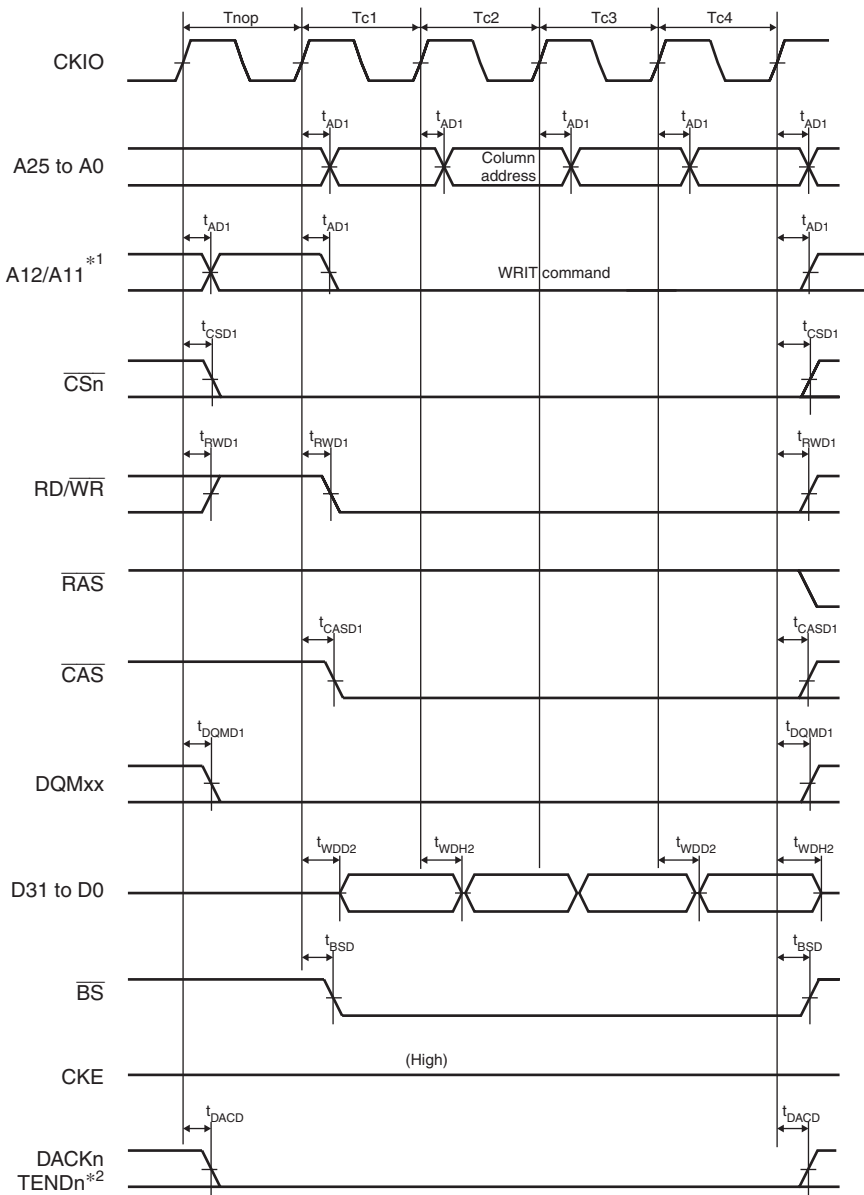 Tnop Tc1 Tc2 Tc3 Tc4
CKIO
tAD1 tAD1 tAD1 tAD1 tAD1
A25 to A0
Column
address
tAD1 tAD1 tAD1
A12/A11*1
WRIT command
tCSD1 tCSD1
CSn
tRWD1 tRWD1 tRWD1
RD/WR
RAS
tCASD1 tCASD1
CAS
tDQMD1 tDQMD1
DQMxx
tWDD2 tWDH2 tWDD2 tWDH2
D31 to D0
tBSD tBSD
BS
(High)
CKE
tDACD tDACD
DACKn
TENDn*2